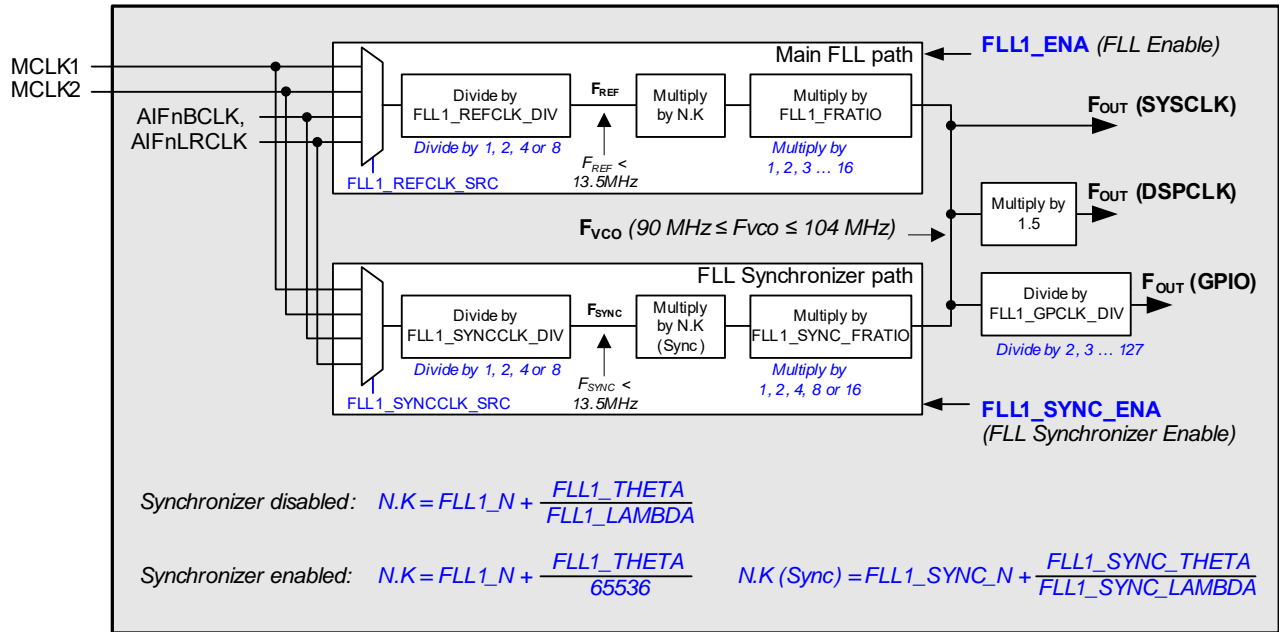 MCLK1
MCLK2
AIFnBCLK,
AIFnLRCLK
Main FLL path
Divide by
FLL1_REFCLK_DIV
Divide by 1, 2, 4 or 8
FLL1_REFCLK_SRC
FREF
FREF <
13.5MHz
Multiply
by N.K
Multiply by
FLL1_FRATIO
Multiply by
1, 2, 3 … 16
FLL1_ENA (FLL Enable)
FOUT (SYSCLK)
FOUT (DSPCLK)
Multiply by
1.5
FVCO (90 MHz ≤ Fvco ≤ 104 MHz)
FLL Synchronizer path
Divide by
FLL1_SYNCCLK_DIV
Divide by 1, 2, 4 or 8
FLL1_SYNCCLK_SRC
FSYNC
FSYNC <
13.5MHz
Multiply
by N.K
(Sync)
Multiply by
FLL1_SYNC_FRATIO
Multiply by
1, 2, 4, 8 or 16
FOUT (GPIO)
Divide by
FLL1_GPCLK_DIV
Divide by 2, 3 … 127
FLL1_SYNC_ENA
(FLL Synchronizer Enable)
Synchronizer disabled: N.K = FLL1_N + FLL1_THETA
FLL1_LAMBDA
Synchronizer enabled: N.K = FLL1_N + FLL1_THETA
65536
N.K (Sync) = FLL1_SYNC_N + FLL1_SYNC_THETA
FLL1_SYNC_LAMBDA